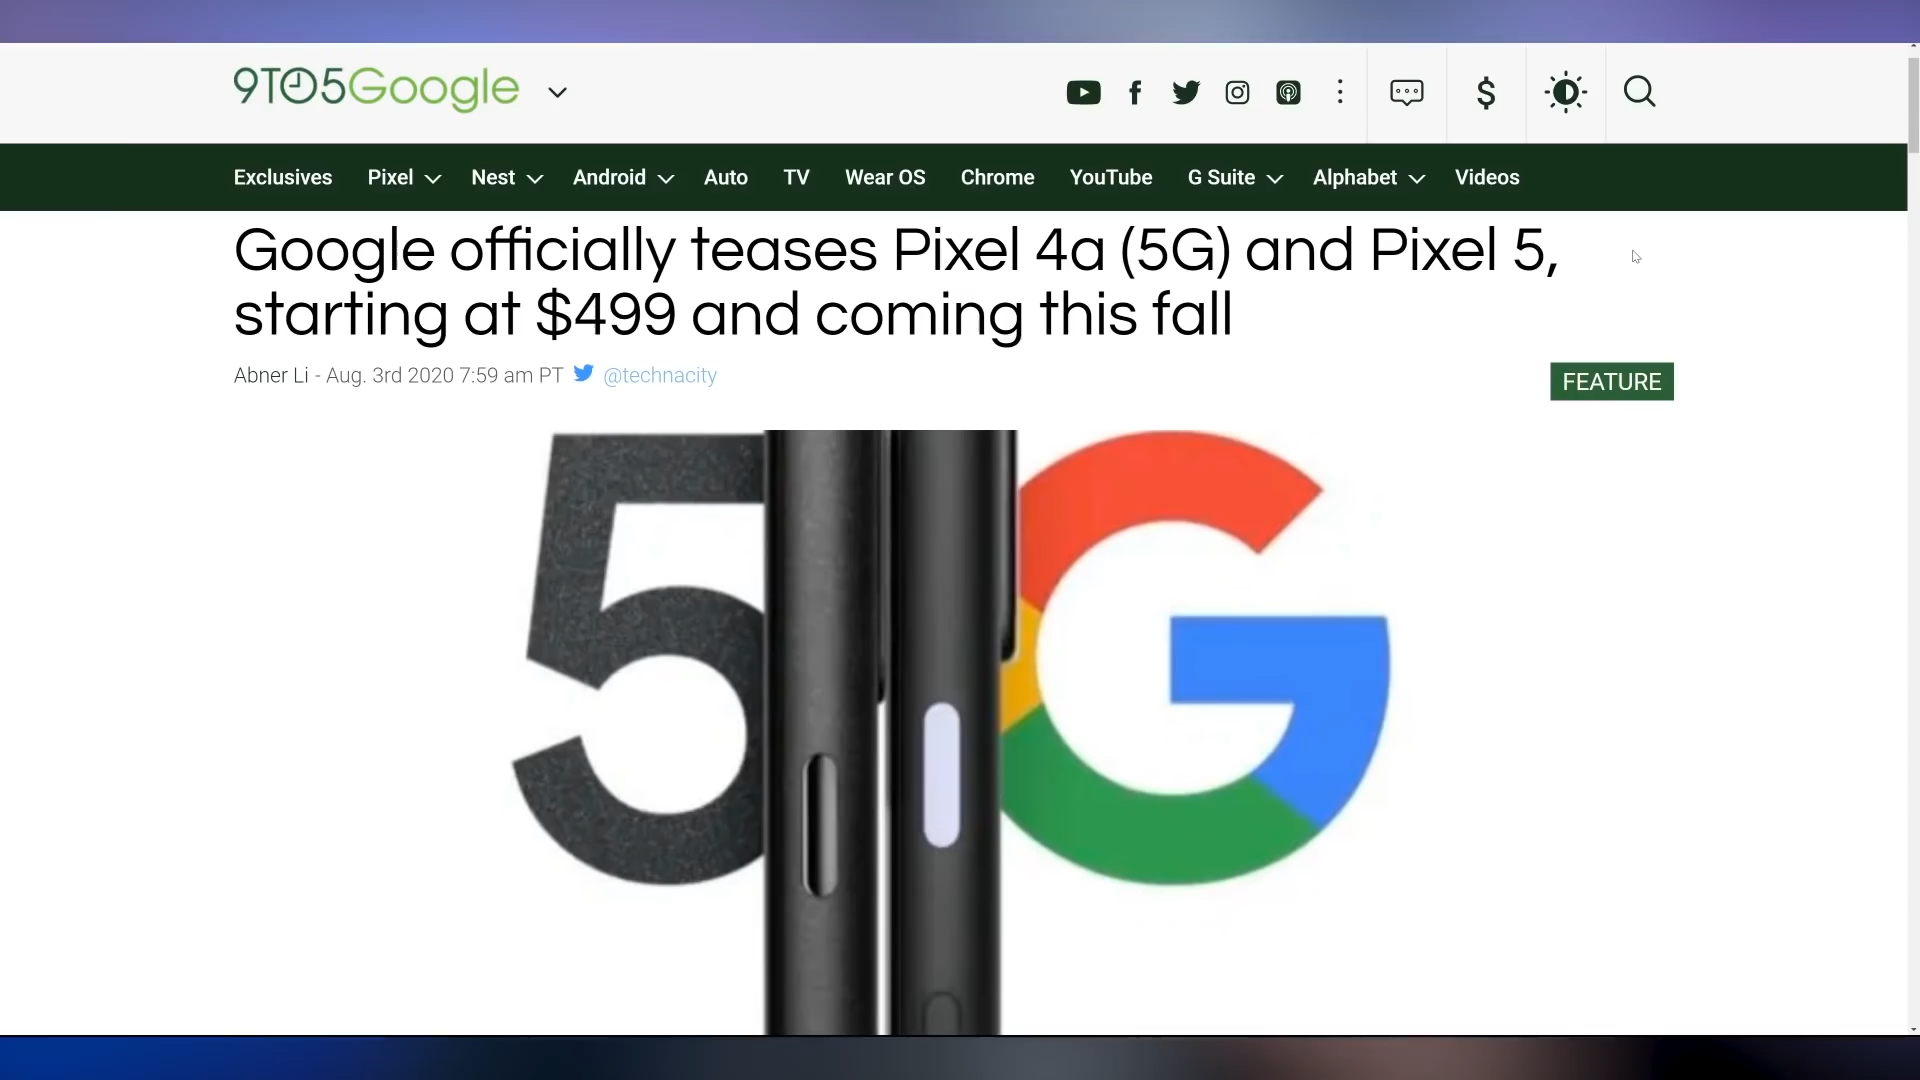 9TO5Google
Exclusives Pixel Nest Android Auto TV Wear OS Chrome YouTube G Suite Alphabet Videos
Google officially teases Pixel 4a (5G) and Pixel 5,
starting at $499 and coming this fall
Abner Li - Aug. 3rd 2020 7:59 am PT @technacity
FEATURE
5G